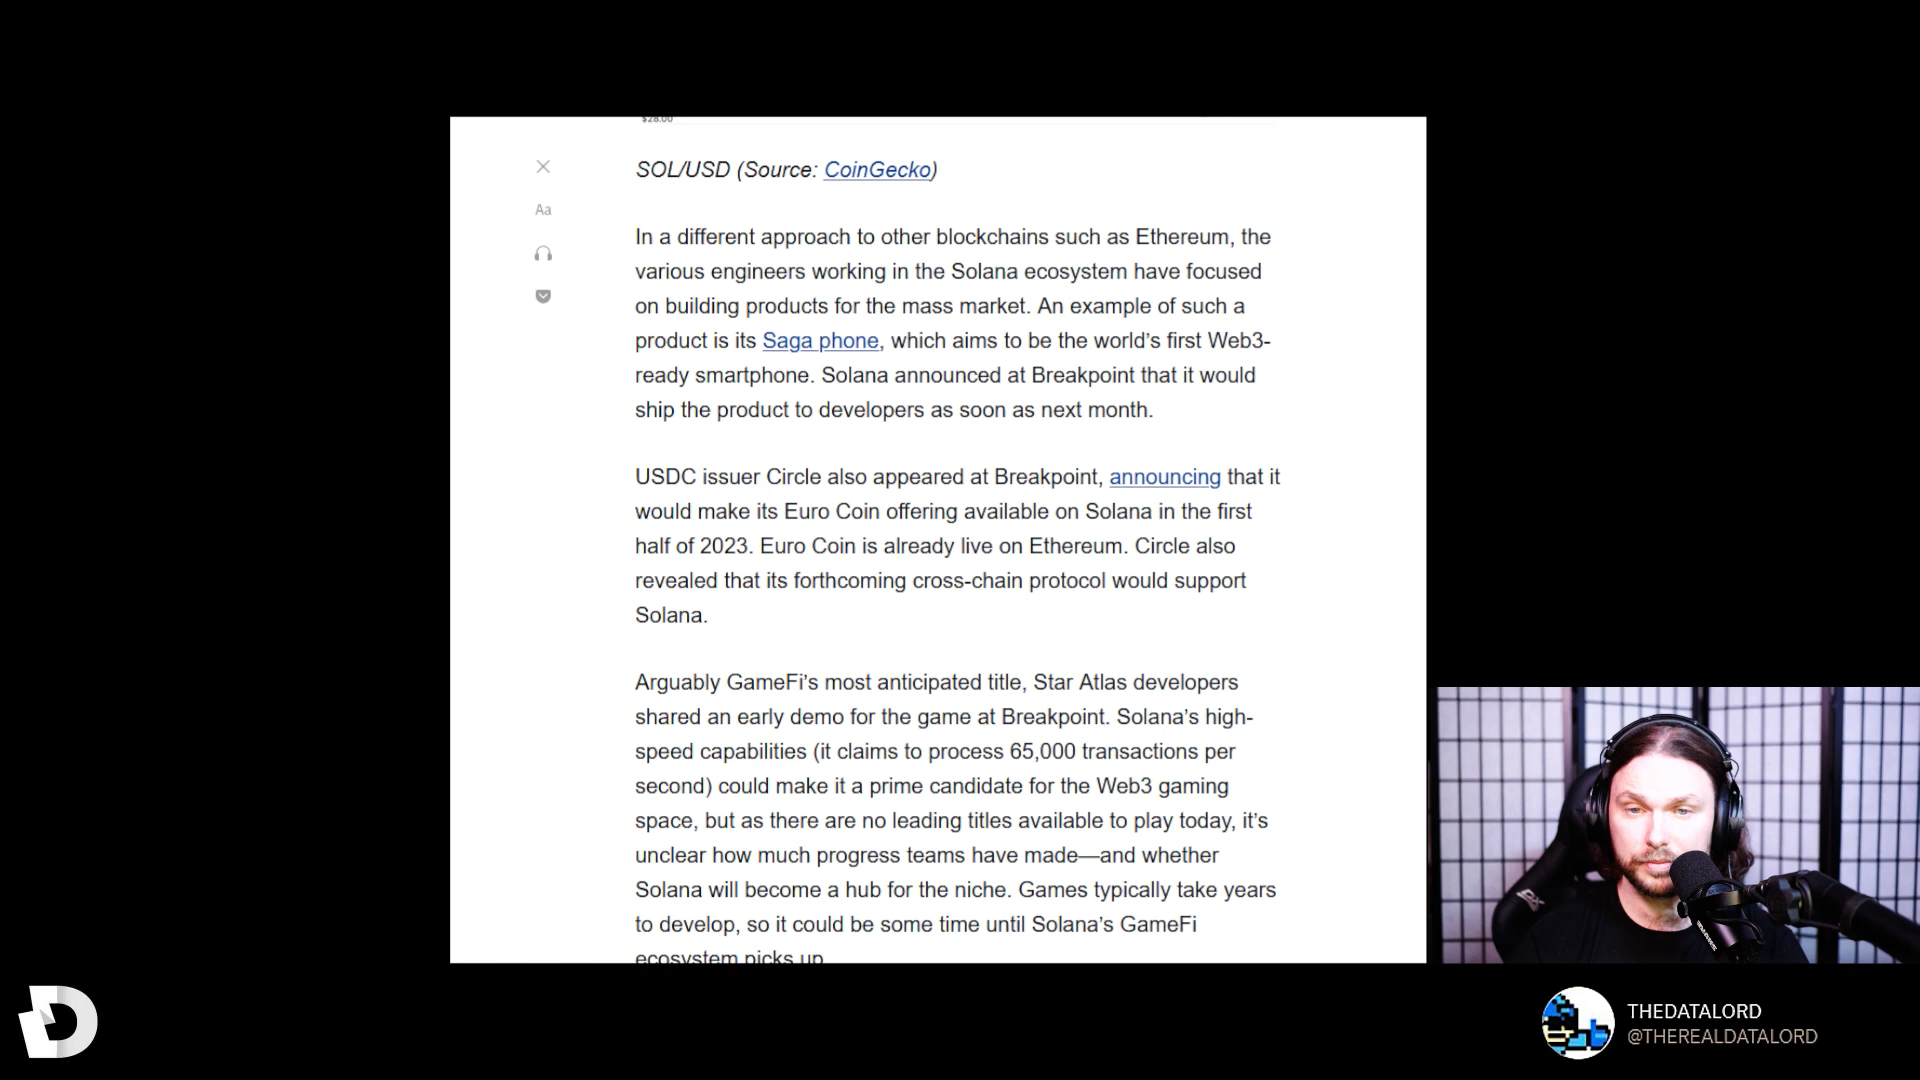 $28.00
SOL/USD (Source: CoinGecko)
Aa
In a different approach to other blockchains such as Ethereum, the
various engineers working in the Solana ecosystem have focused
on building products for the mass market. An example of such a
product is its Saga phone, which aims to be the world’s first Web3-
ready smartphone. Solana announced at Breakpoint that it would
ship the product to developers as soon as next month.
USDC issuer Circle also appeared at Breakpoint, announcing that it
would make its Euro Coin offering available on Solana in the first
half of 2023. Euro Coin is already live on Ethereum. Circle also
revealed that its forthcoming cross-chain protocol would support
Solana.
Arguably GameFi’s most anticipated title, Star Atlas developers
shared an early demo for the game at Breakpoint. Solana’s high-
speed capabilities (it claims to process 65,000 transactions per
second) could make it a prime candidate for the Web3 gaming
space, but as there are no leading titles available to play today, it’s
unclear how much progress teams have made—and whether
Solana will become a hub for the niche. Games typically take years
to develop, so it could be some time until Solana’s GameFi
ecosystem picks up
D
THEDATALORD
@THEREALDATALORD